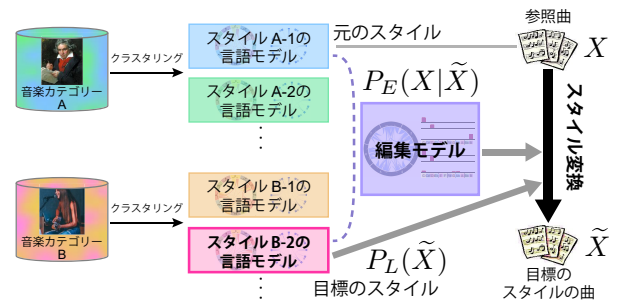 音楽カテゴリー
A
クラスタリング
スタイル A-1の
言語モデル
スタイル A-2の
言語モデル
⋮
元のスタイル
参照曲
X
P_E(X|X̃)
編集モデル
スタイル変換
音楽カテゴリー
B
クラスタリング
スタイル B-1の
言語モデル
スタイル B-2の
言語モデル
⋮
P_L(X̃)
目標のスタイル
X̃
目標の
スタイルの曲